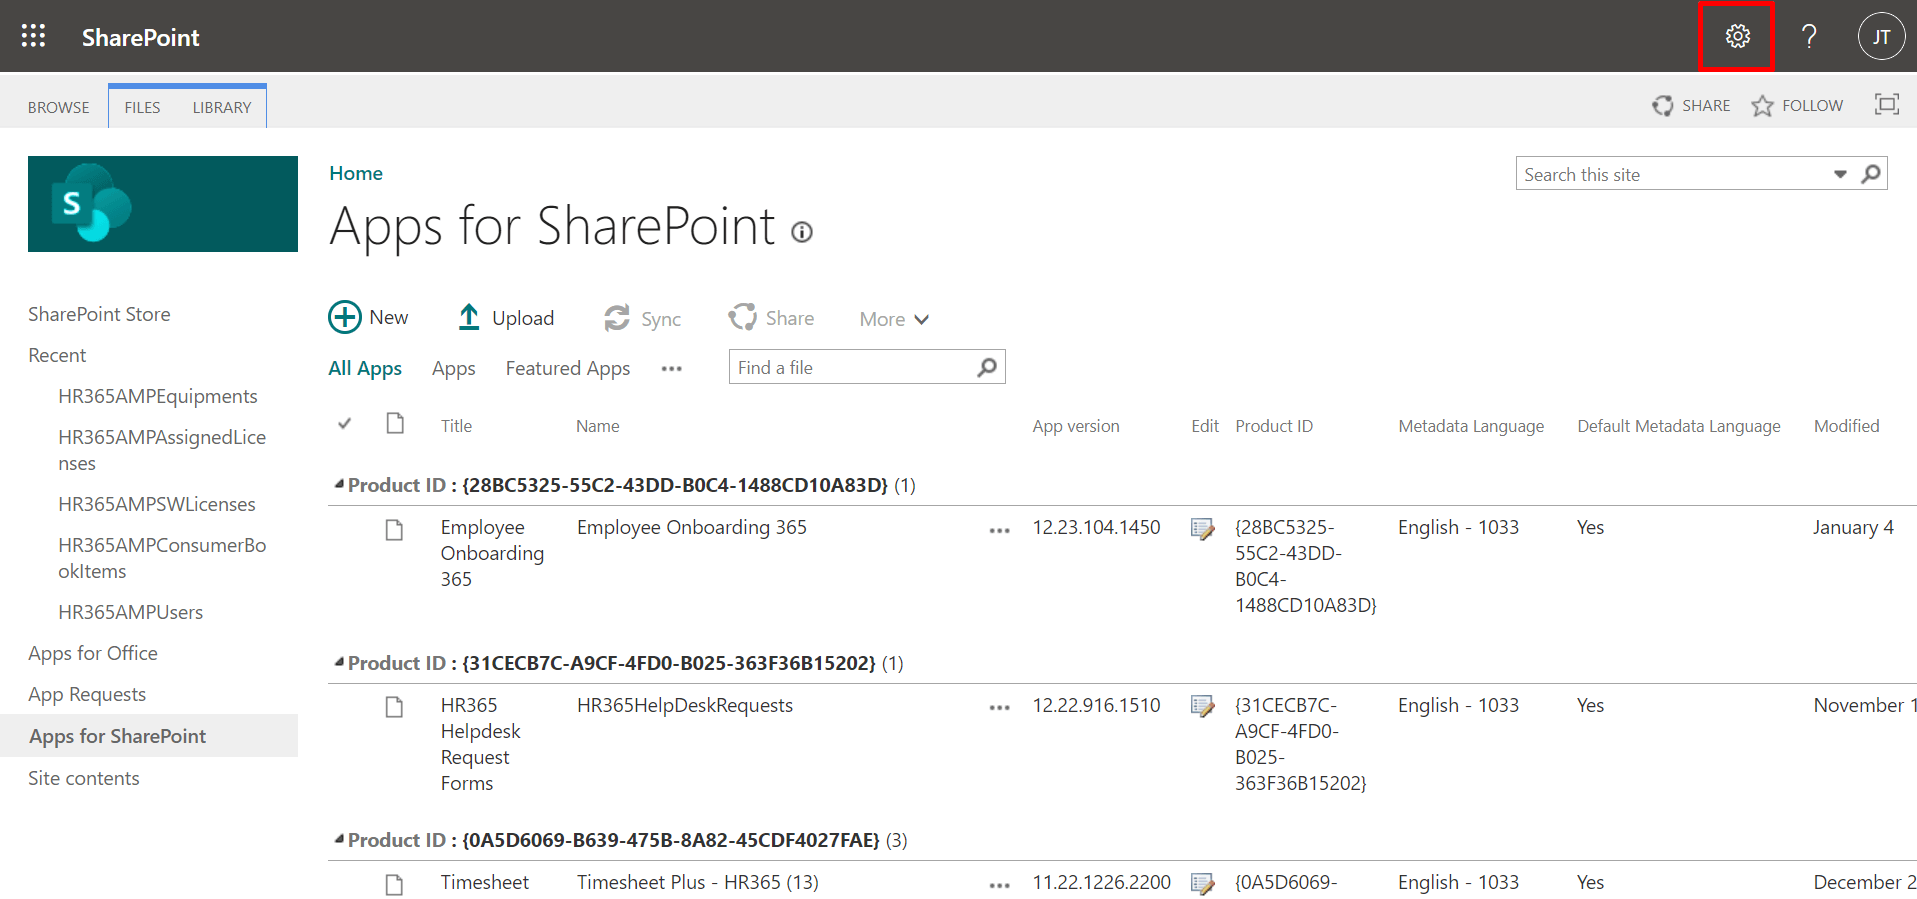 SharePoint
?
JT
BROWSE
FILES
LIBRARY
SHARE
FOLLOW
S
Home
Search this site
Apps for SharePoint
SharePoint Store
Recent
HR365AMPEquipments
HR365AMPAssignedLice
nses
HR365AMPSWLicenses
HR365AMPConsumerBo
okItems
HR365AMPUsers
Apps for Office
App Requests
Apps for SharePoint
Site contents
New
Upload
Sync
Share
More
All Apps
Apps
Featured Apps
...
Find a file
Title
Name
App version
Edit
Product ID
Metadata Language
Default Metadata Language
Modified
Product ID : {28BC5325-55C2-43DD-B0C4-1488CD10A83D} (1)
Employee
Onboarding
365
Employee Onboarding 365
...
12.23.104.1450
{28BC5325-
55C2-43DD-
B0C4-
1488CD10A83D}
English - 1033
Yes
January 4
Product ID : {31CECB7C-A9CF-4FD0-B025-363F36B15202} (1)
HR365
Helpdesk
Request
Forms
HR365HelpDeskRequests
...
12.22.916.1510
{31CECB7C-
A9CF-4FD0-
B025-
363F36B15202}
English - 1033
Yes
November 1
Product ID : {0A5D6069-B639-475B-8A82-45CDF4027FAE} (3)
Timesheet
Timesheet Plus - HR365 (13)
...
11.22.1226.2200
{0A5D6069-
English - 1033
Yes
December 2